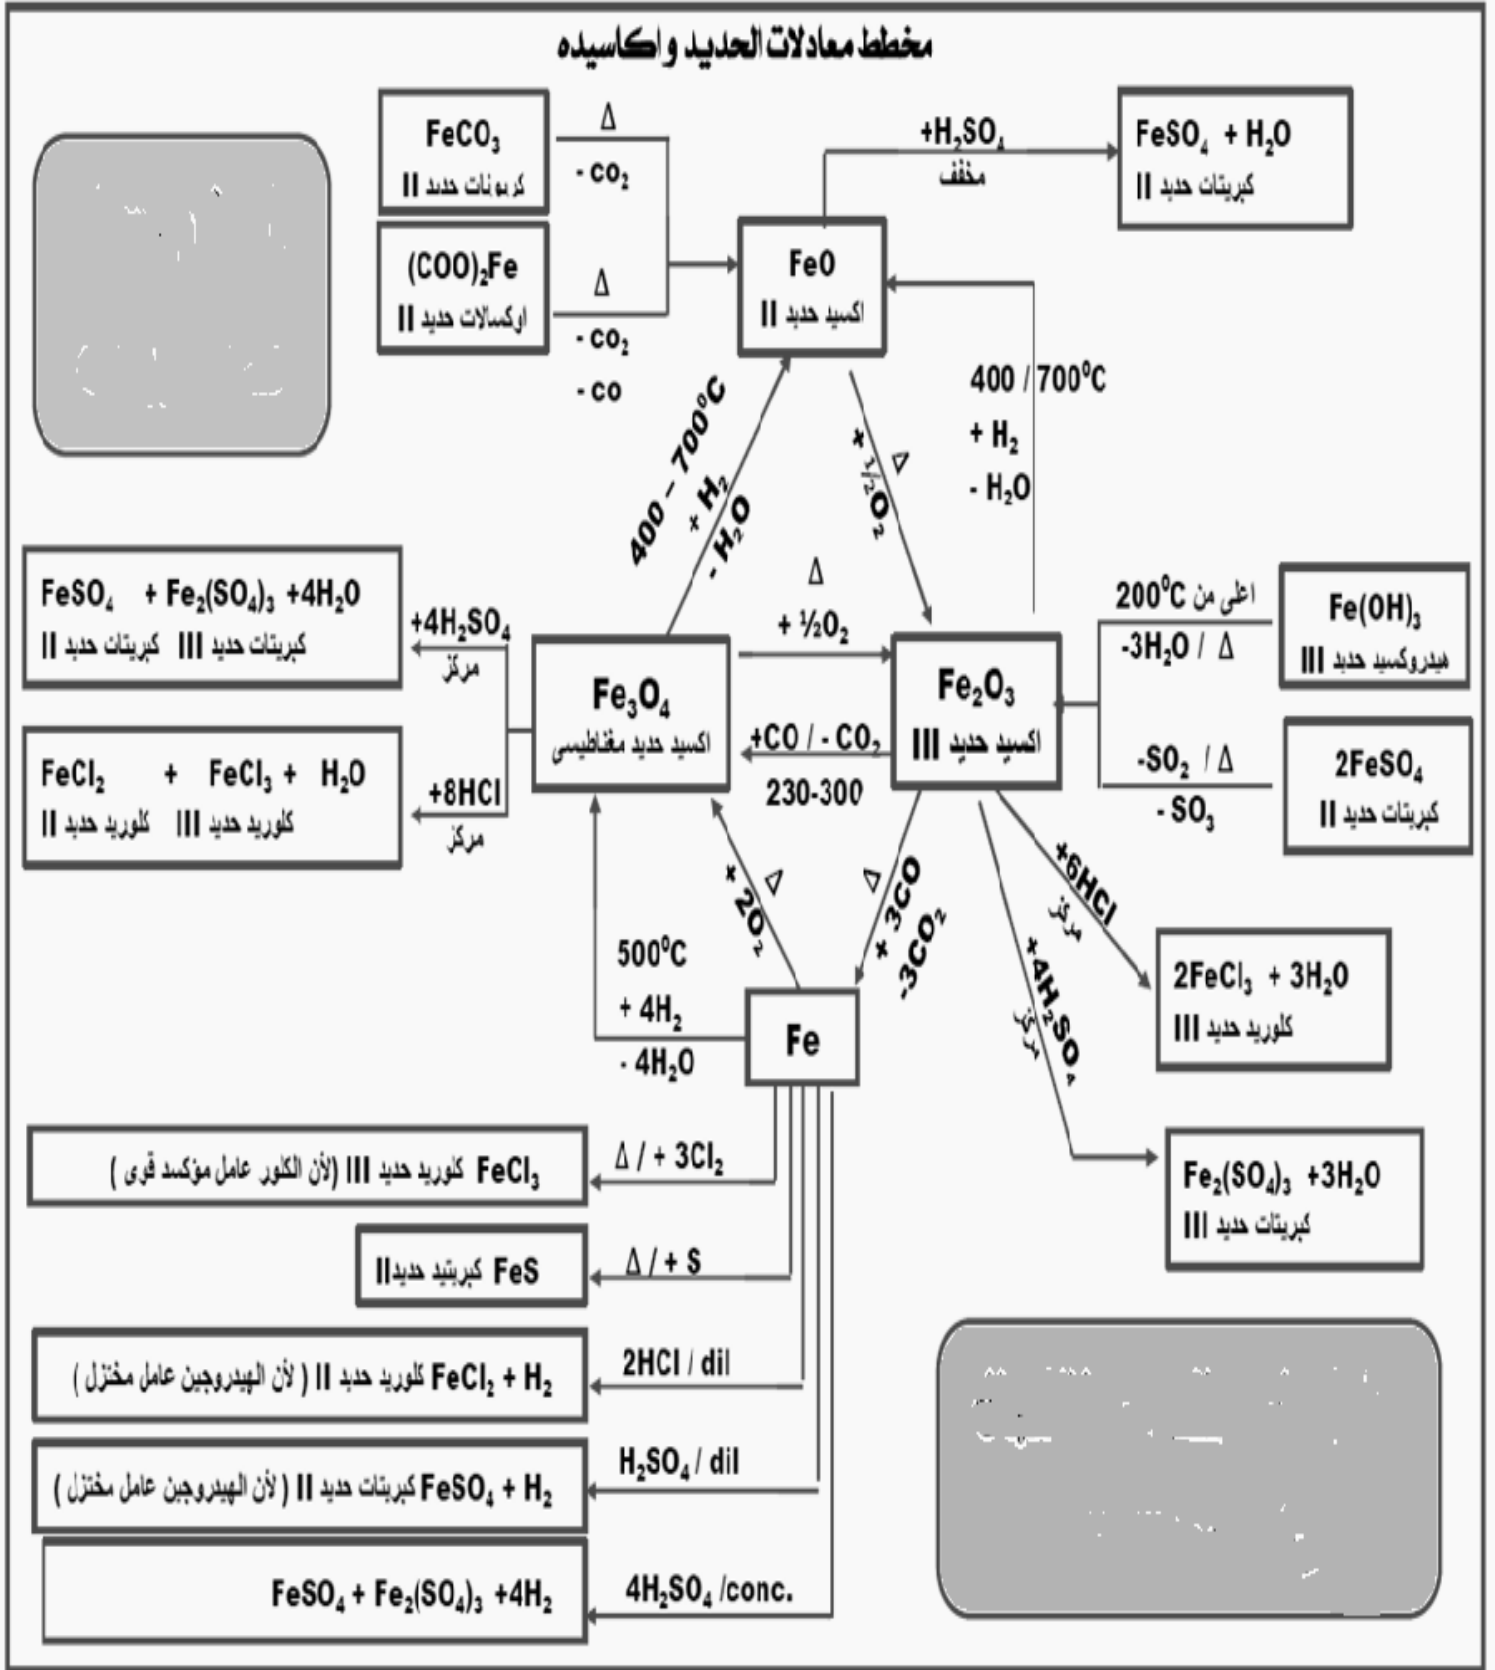 مخطط معادلات الحديد و اكاسيده
FeCO₃
كربونات حديد II
Δ
- co₂
(COO)₂Fe
اوكسالات حديد II
Δ
- co₂
- co
FeO
اكسيد حديد II
+H₂SO₄
مخفف
FeSO₄ + H₂O
كبريتات حديد II
400 – 700⁰C
+ H₂
- H₂O
Δ
+ ½O₂
400 / 700⁰C
+ H₂
- H₂O
FeSO₄ + Fe₂(SO₄)₃ +4H₂O
كبريتات حديد III كبريتات حديد II
+4H₂SO₄
مركز
FeCl₂ + FeCl₃ + H₂O
كلوريد حديد III كلوريد حديد II
+8HCl
مركز
Fe₃O₄
اكسيد حديد مغناطيسى
Δ
+ ½O₂
+CO / - CO₂
230-300
Fe₂O₃
اكسيد حديد III
اعلى من 200⁰C
-3H₂O / Δ
Fe(OH)₃
هيدروكسيد حديد III
-SO₂ / Δ
- SO₃
2FeSO₄
كبريتات حديد II
Δ
+ 2O₂
Δ
+ 3CO
-3CO₂
+6HCl
مركز
+4H₂SO₄
مركز
2FeCl₃ + 3H₂O
كلوريد حديد III
Fe₂(SO₄)₃ +3H₂O
كبريتات حديد III
500⁰C
+ 4H₂
- 4H₂O
Fe
Δ / + 3Cl₂
FeCl₃ كلوريد حديد III (لأن الكلور عامل مؤكسد قوى )
Δ / + S
FeS كبريتيد حديدII
2HCl / dil
FeCl₂ + H₂ كلوريد حديد II ( لأن الهيدروجين عامل مختزل )
H₂SO₄ / dil
FeSO₄ + H₂ كبريتات حديد II ( لأن الهيدروجين عامل مختزل )
4H₂SO₄ /conc.
FeSO₄ + Fe₂(SO₄)₃ +4H₂